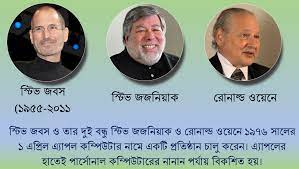 স্টিভ জবস
(১৯৫৫-২০১১
স্টিভ জজনিয়াক
রোনাল্ড ওয়েনে
স্টিভ জবস ও তার দুই বন্ধু স্টিভ জজনিয়াক ও রোনাল্ড ওয়েনে ১৯৭৬ সালের
১ এপ্রিল এ্যাপল কম্পিউটার নামে একটি প্রতিষ্ঠান চালু করেন। এ্যাপলের
হাতেই পার্সোনাল কম্পিউটারের নানান পর্যায় বিকশিত হয়।